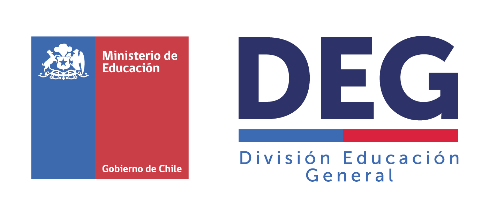 Ministerio de
Educación
Gobierno de Chile
DEG
División Educación
General